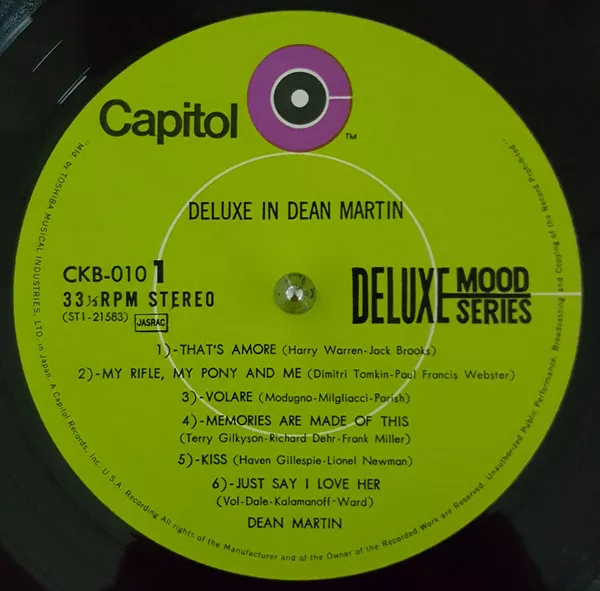 Capitol
TM
DELUXE IN DEAN MARTIN
CKB-010 1
33 ⅓ RPM STEREO
(ST1-21583) JASRAC
DELUXE MOOD SERIES
1)-THAT'S AMORE (Harry Warren-Jack Brooks)
2)-MY RIFLE, MY PONY AND ME (Dimitri Tomkin-Paul Francis Webster)
3)-VOLARE (Modugno-Milgliacci-Parish)
4)-MEMORIES ARE MADE OF THIS
(Terry Gilkyson-Richard Dehr-Frank Miller)
5)-KISS (Haven Gillespie-Lionel Newman)
6)-JUST SAY I LOVE HER
(Vol-Dale-Kalamanoff-Ward)
DEAN MARTIN
"Mfd by TOSHIBA MUSICAL INDUSTRIES, LTD. in Japan. A Capitol Records, Inc. U.S.A. Recording All Rights of the Manufacturer and of the Owner of the Recorded Work are Reserved. Unauthorized Public Performance, Broadcasting and Copying of the Record Prohibited"